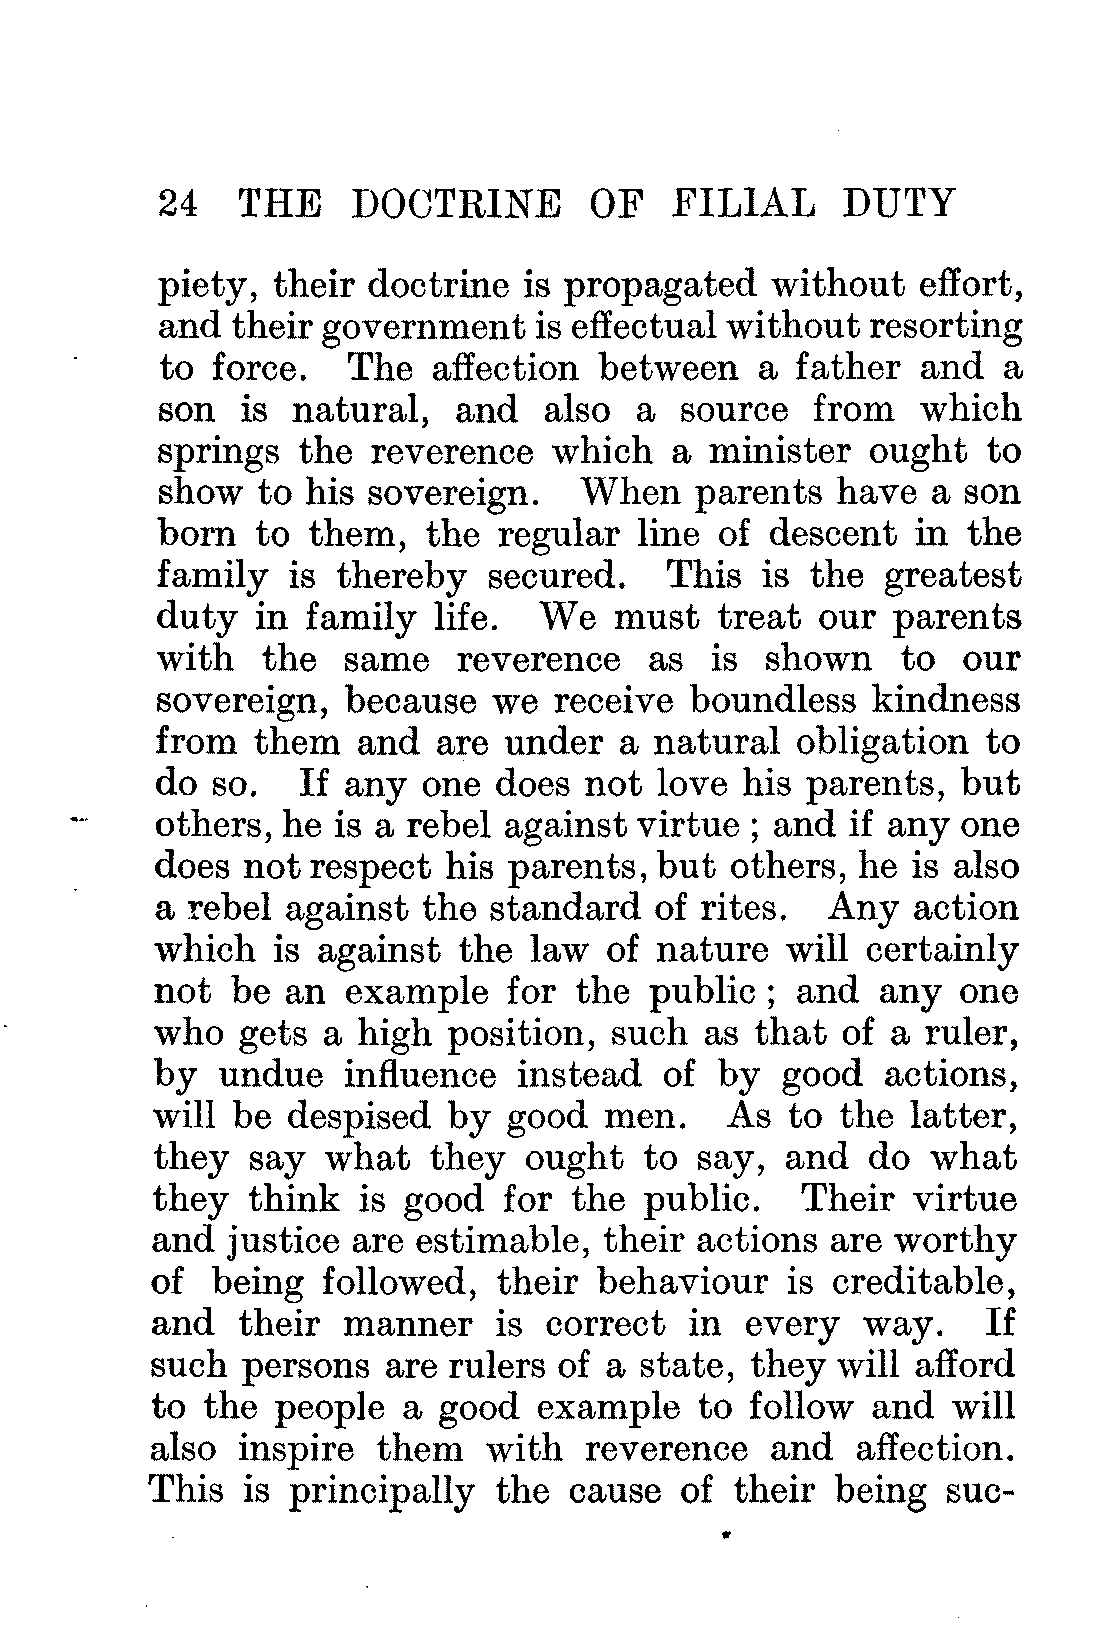 24 THE DOCTRINE OF FILIAL DUTY
piety, their doctrine is propagated without effort,
and their government is effectual without resorting
to force. The affection between a father and a
son is natural, and also a source from which
springs the reverence which a minister ought to
show to his sovereign. When parents have a son
born to them, the regular line of descent in the
family is thereby secured. This is the greatest
duty in family life. We must treat our parents
with the same reverence as is shown to our
sovereign, because we receive boundless kindness
from them and are under a natural obligation to
do so. If any one does not love his parents, but
others, he is a rebel against virtue ; and if any one
does not respect his parents, but others, he is also
a rebel against the standard of rites. Any action
which is against the law of nature will certainly
not be an example for the public ; and any one
who gets a high position, such as that of a ruler,
by undue influence instead of by good actions,
will be despised by good men. As to the latter,
they say what they ought to say, and do what
they think is good for the public. Their virtue
and justice are estimable, their actions are worthy
of being followed, their behaviour is creditable,
and their manner is correct in every way. If
such persons are rulers of a state, they will afford
to the people a good example to follow and will
also inspire them with reverence and affection.
This is principally the cause of their being suc-